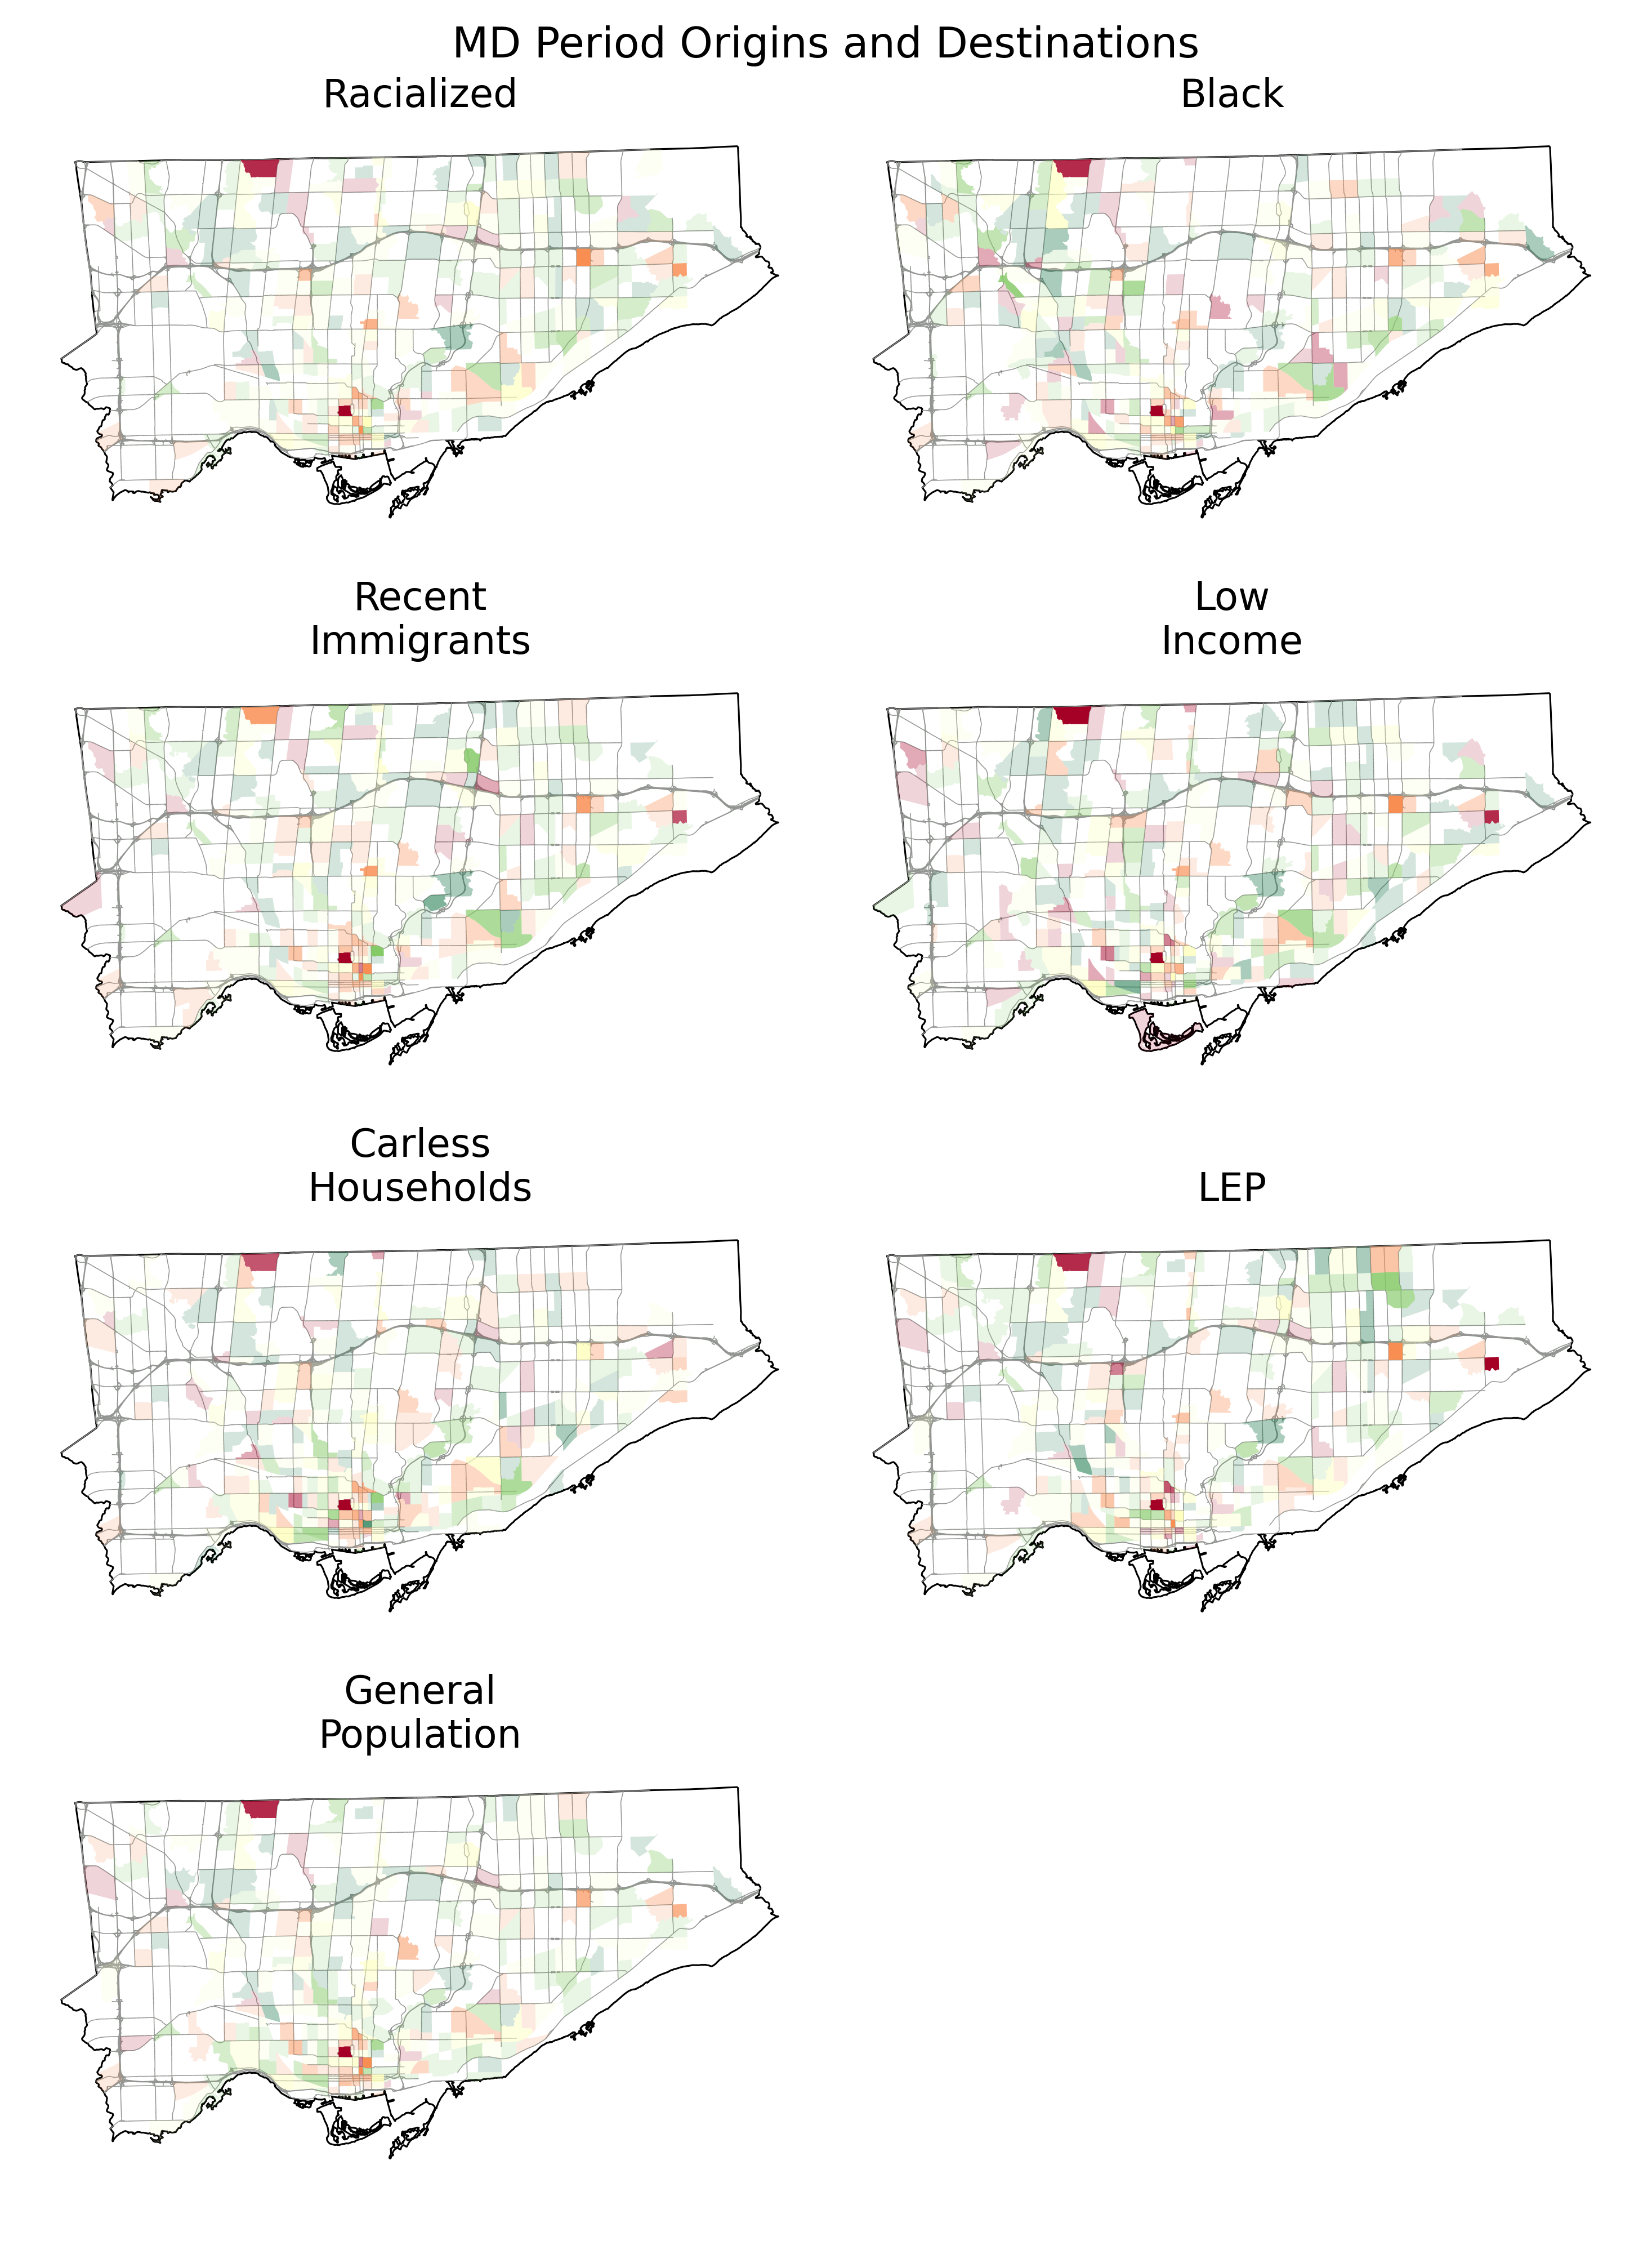 MD Period Origins and Destinations
Racialized
Black
Recent
Immigrants
Low
Income
Carless
Households
LEP
General
Population